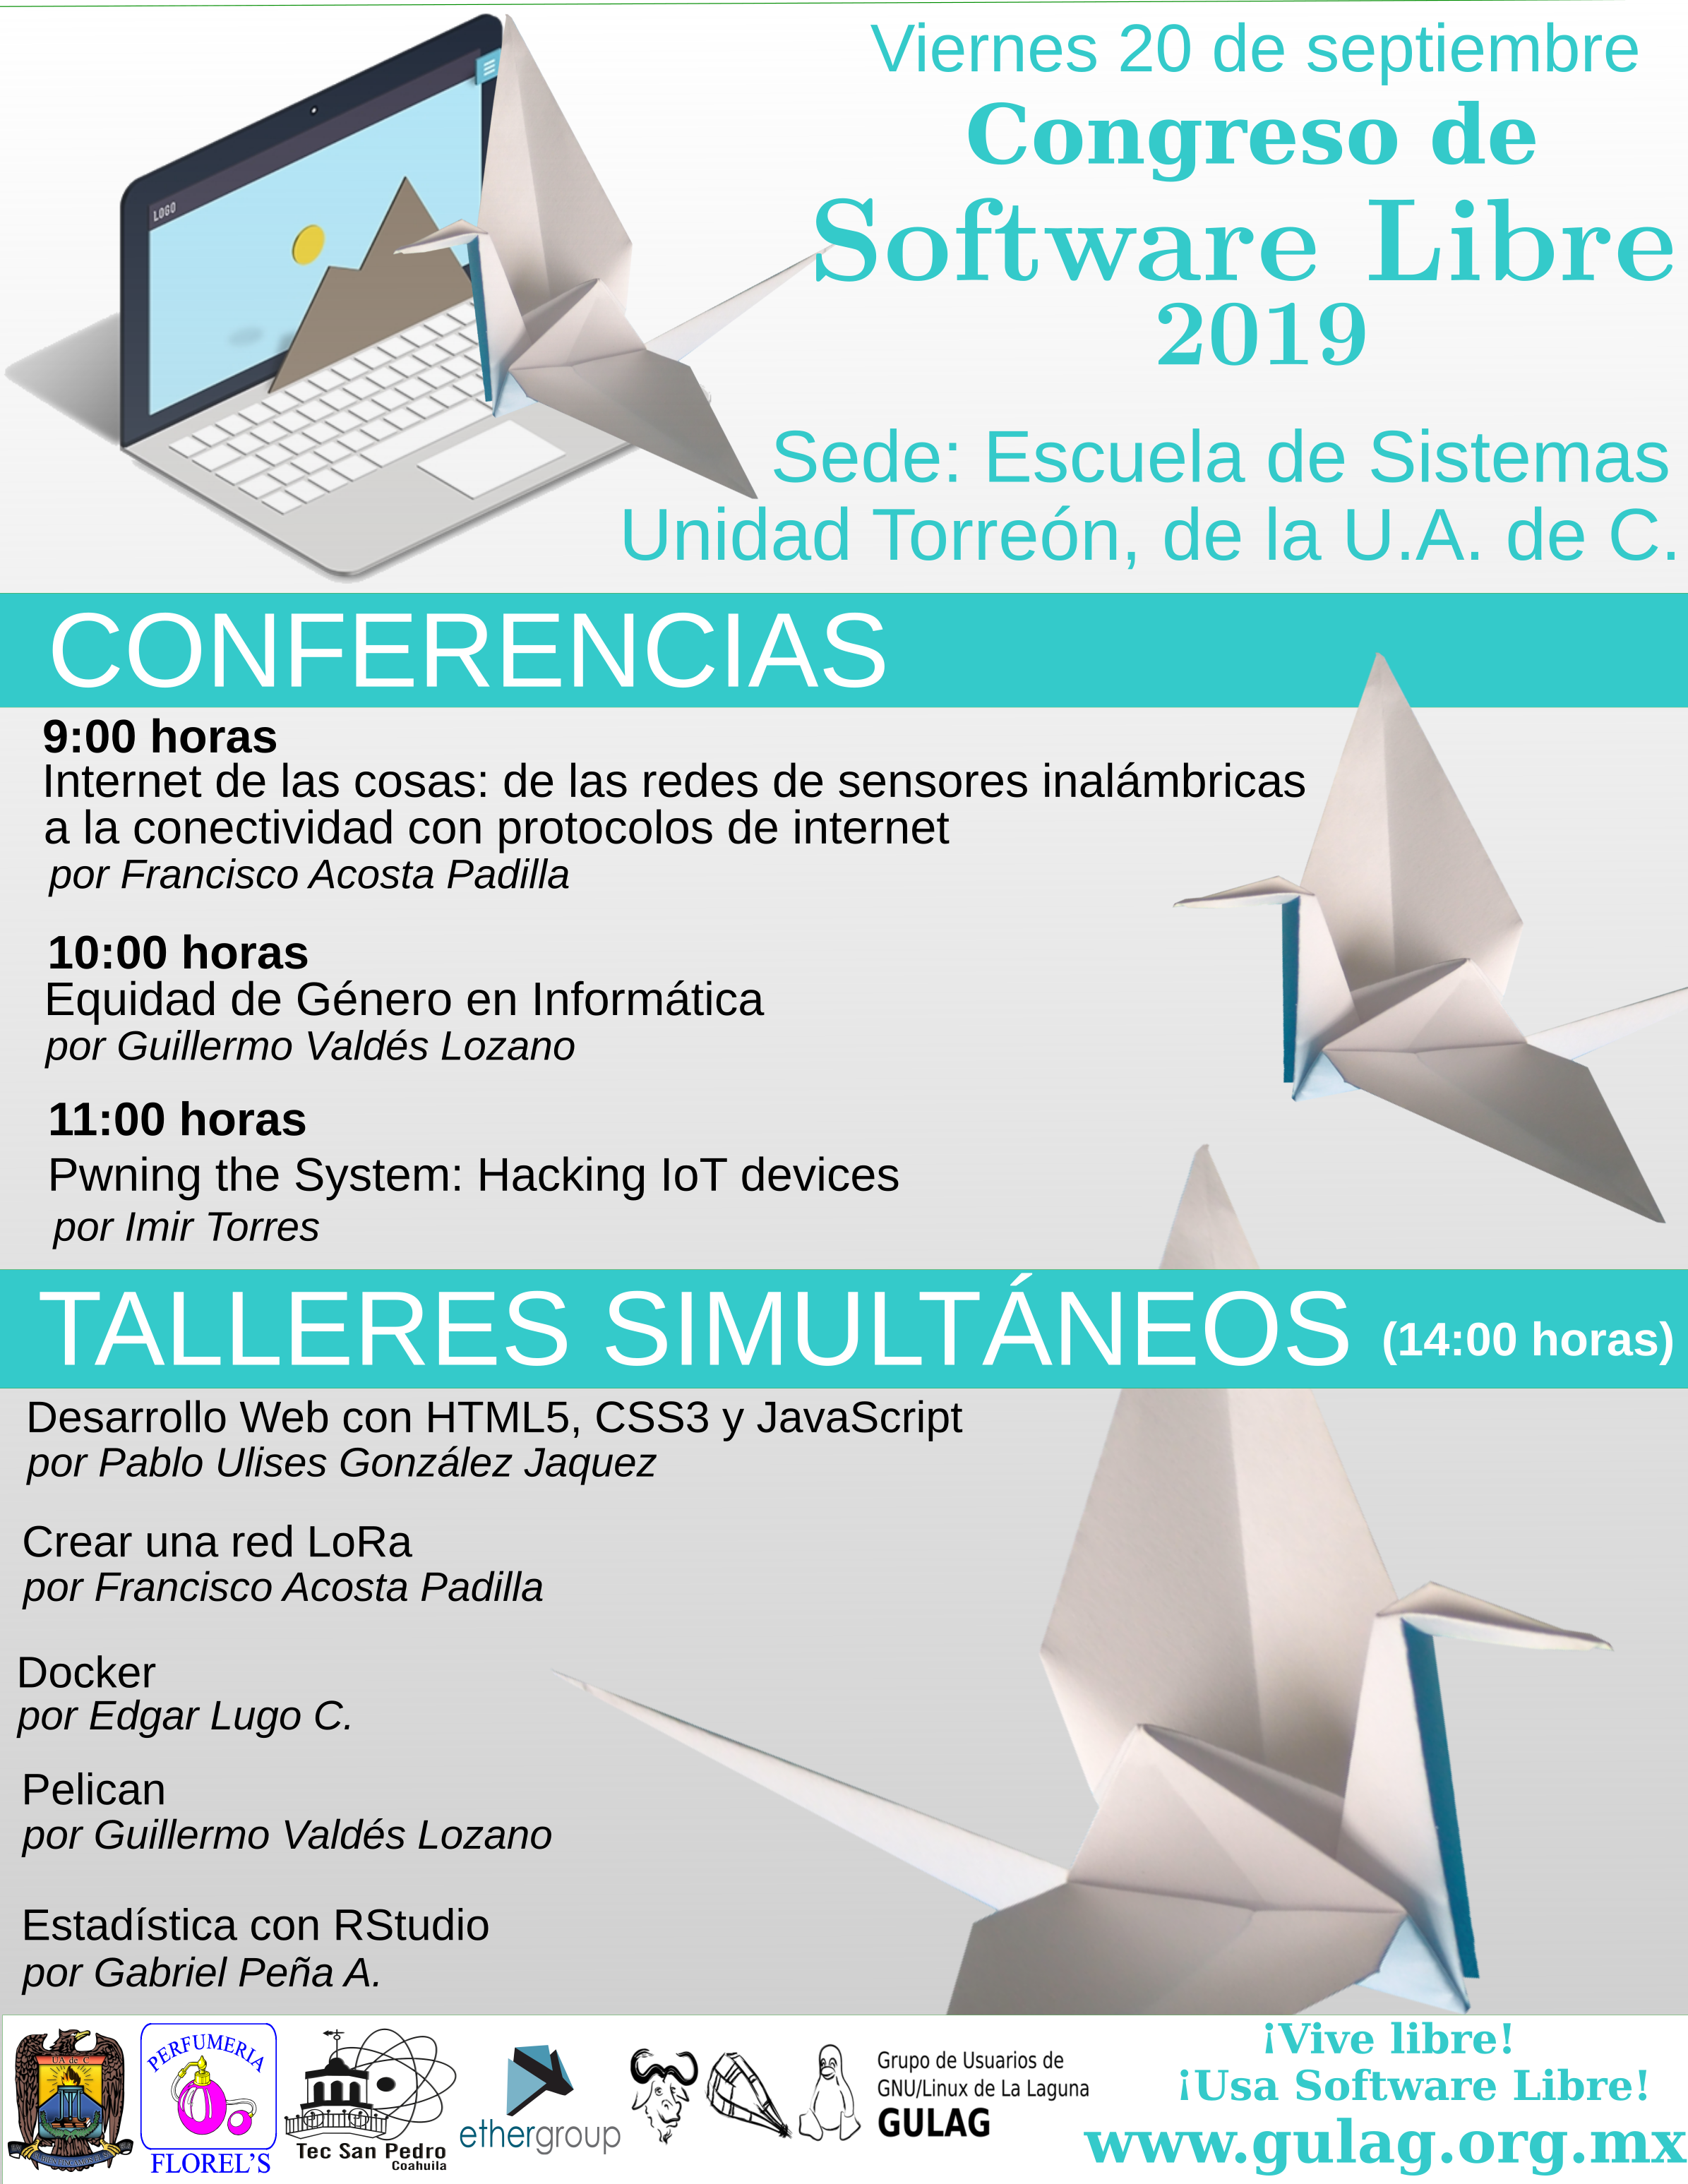 Viernes 20 de septiembre
Congreso de
Software Libre
2019
LOGO
Sede: Escuela de Sistemas
Unidad Torreón, de la U.A. de C.
CONFERENCIAS
9:00 horas
Internet de las cosas: de las redes de sensores inalámbricas
a la conectividad con protocolos de internet
por Francisco Acosta Padilla
10:00 horas
Equidad de Género en Informática
por Guillermo Valdés Lozano
11:00 horas
Pwning the System: Hacking IoT devices
por Imir Torres
TALLERES SIMULTÁNEOS (14:00 horas)
Desarrollo Web con HTML5, CSS3 y JavaScript
por Pablo Ulises González Jaquez
Crear una red LoRa
por Francisco Acosta Padilla
Docker
por Edgar Lugo C.
Pelican
por Guillermo Valdés Lozano
Estadística con RStudio
por Gabriel Peña A.
UA de C
PERFUMERIA
FLOREL'S
Tec San Pedro
Coahuila
ethergroup
Grupo de Usuarios de
GNU/Linux de La Laguna
GULAG
¡Vive libre!
¡Usa Software Libre!
www.gulag.org.mx